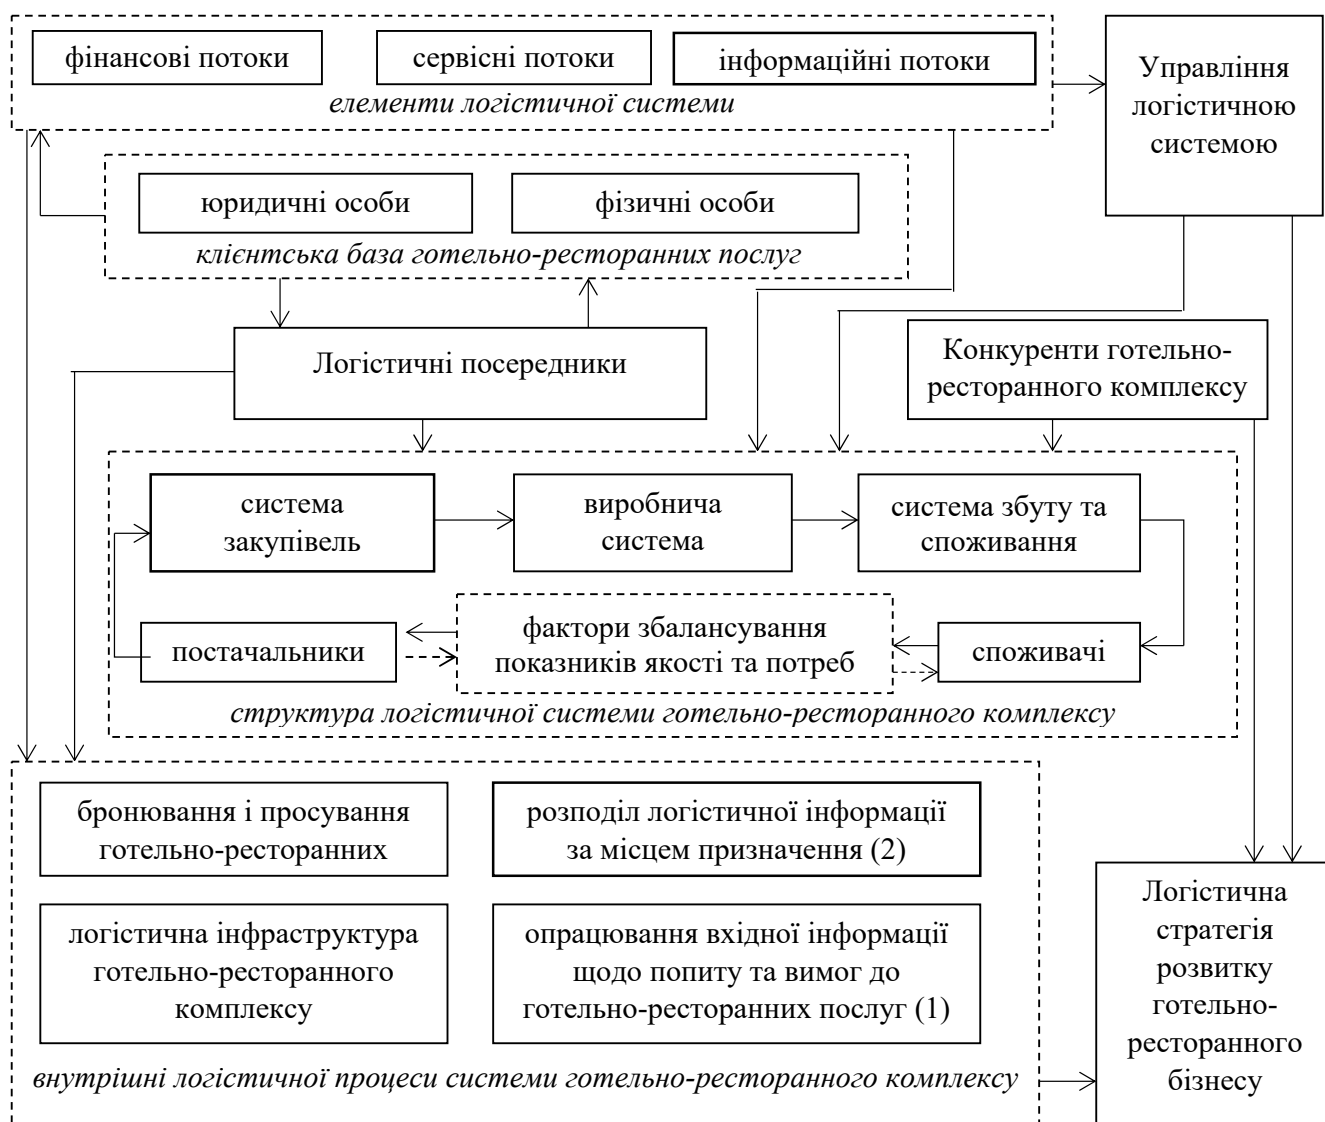 фінансові потоки
сервісні потоки
інформаційні потоки
елементи логістичної системи
Управління
логістичною
системою
юридичні особи
фізичні особи
клієнтська база готельно-ресторанних послуг
Логістичні посередники
Конкуренти готельно-
ресторанного комплексу
система
закупівель
виробнича
система
система збуту та
споживання
постачальники
фактори збалансування
показників якості та потреб
споживачі
структура логістичної системи готельно-ресторанного комплексу
бронювання і просування
готельно-ресторанних
розподіл логістичної інформації
за місцем призначення (2)
логістична інфраструктура
готельно-ресторанного
комплексу
опрацювання вхідної інформації
щодо попиту та вимог до
готельно-ресторанних послуг (1)
внутрішні логістичної процеси системи готельно-ресторанного комплексу
Логістична
стратегія
розвитку
готельно-
ресторанного
бізнесу